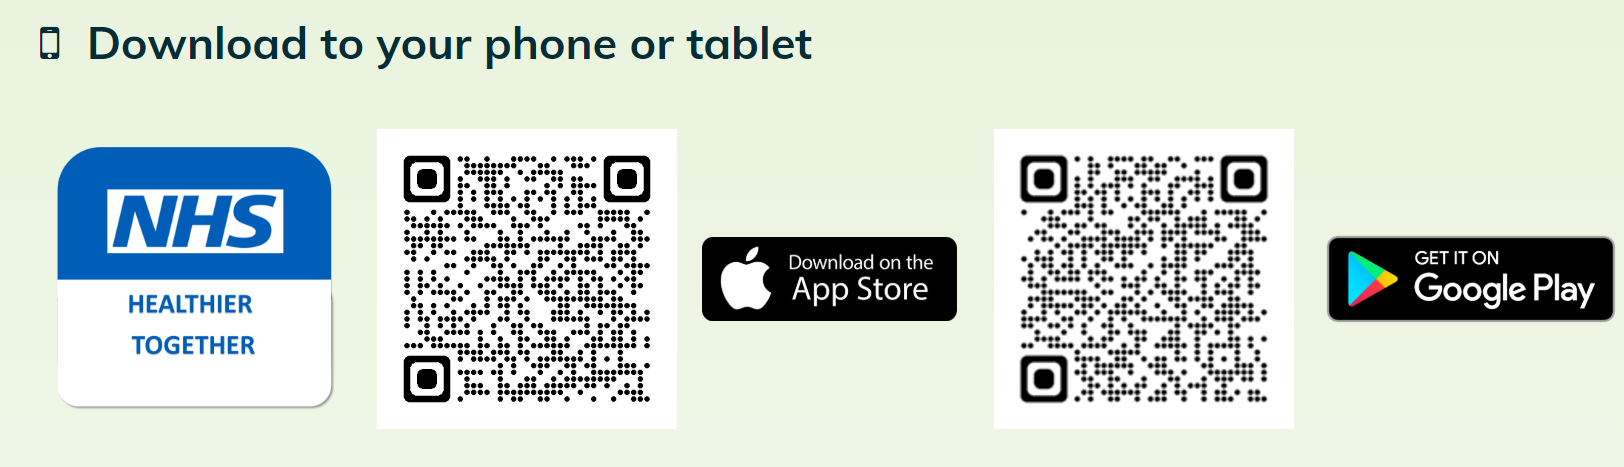 Download to your phone or tablet
NHS
HEALTHIER
TOGETHER
Download on the
App Store
GET IT ON
Google Play